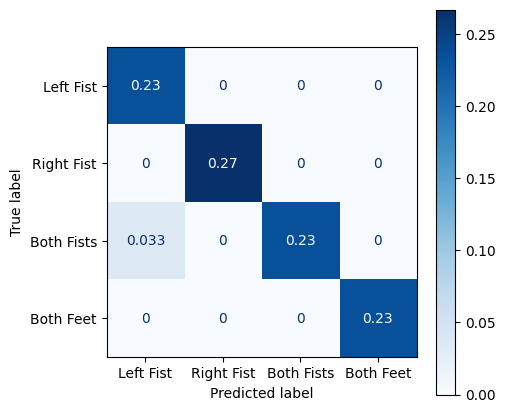 Left Fist 0.23 0 0 0
Right Fist 0 0.27 0 0
Both Fists 0.033 0 0.23 0
Both Feet 0 0 0 0.23
Left Fist Right Fist Both Fists Both Feet
Predicted label
True label
0.25
0.20
0.15
0.10
0.05
0.00